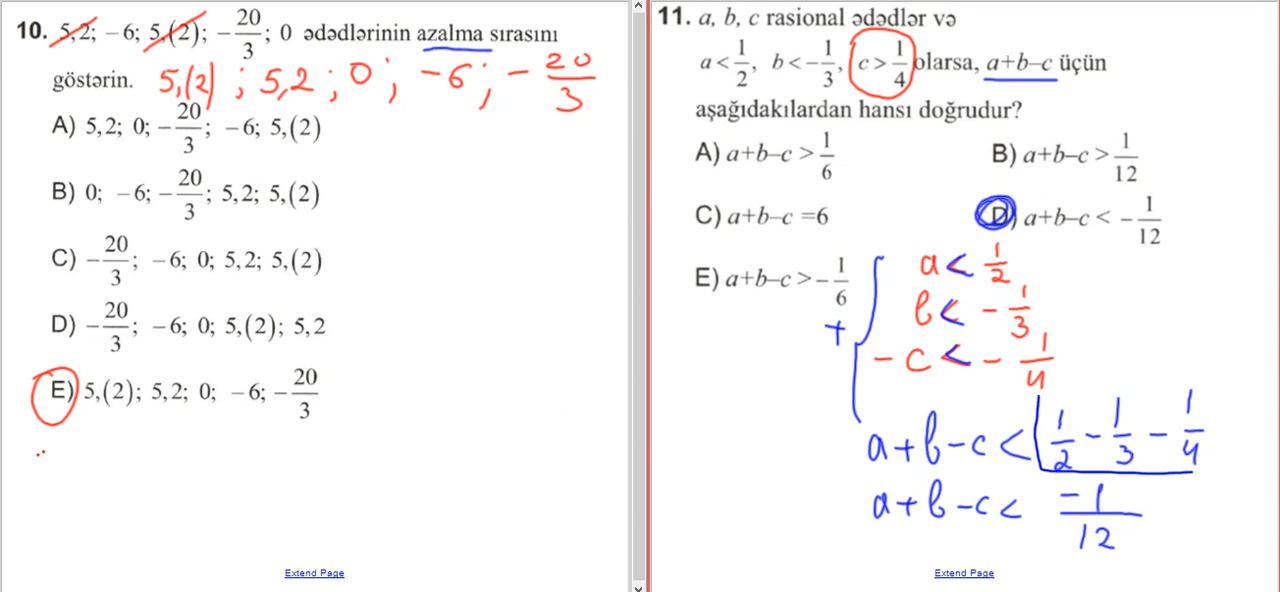 10. 5,2; −6; 5,(2); −20/3; 0 ədədlərinin azalma sırasını
göstərin. 5,(2) ; 5,2 ; 0 ; −6 ; −20/3
A) 5,2; 0; −20/3; −6; 5,(2)
B) 0; −6; −20/3; 5,2; 5,(2)
C) −20/3; −6; 0; 5,2; 5,(2)
D) −20/3; −6; 0; 5,(2); 5,2
E) 5,(2); 5,2; 0; −6; −20/3
Extend Page
11. a, b, c rasional ədədlər və
a < 1/2, b < −1/3, c > 1/4 olarsa, a+b−c üçün
aşağıdakılardan hansı doğrudur?
A) a+b−c > 1/6 B) a+b−c > 1/12
C) a+b−c =6 D) a+b−c < −1/12
E) a+b−c > −1/6
a < 1/2
b < −1/3
+
−c < −1/4
a+b−c < 1/2 − 1/3 − 1/4
a+b−c < −1/12
Extend Page